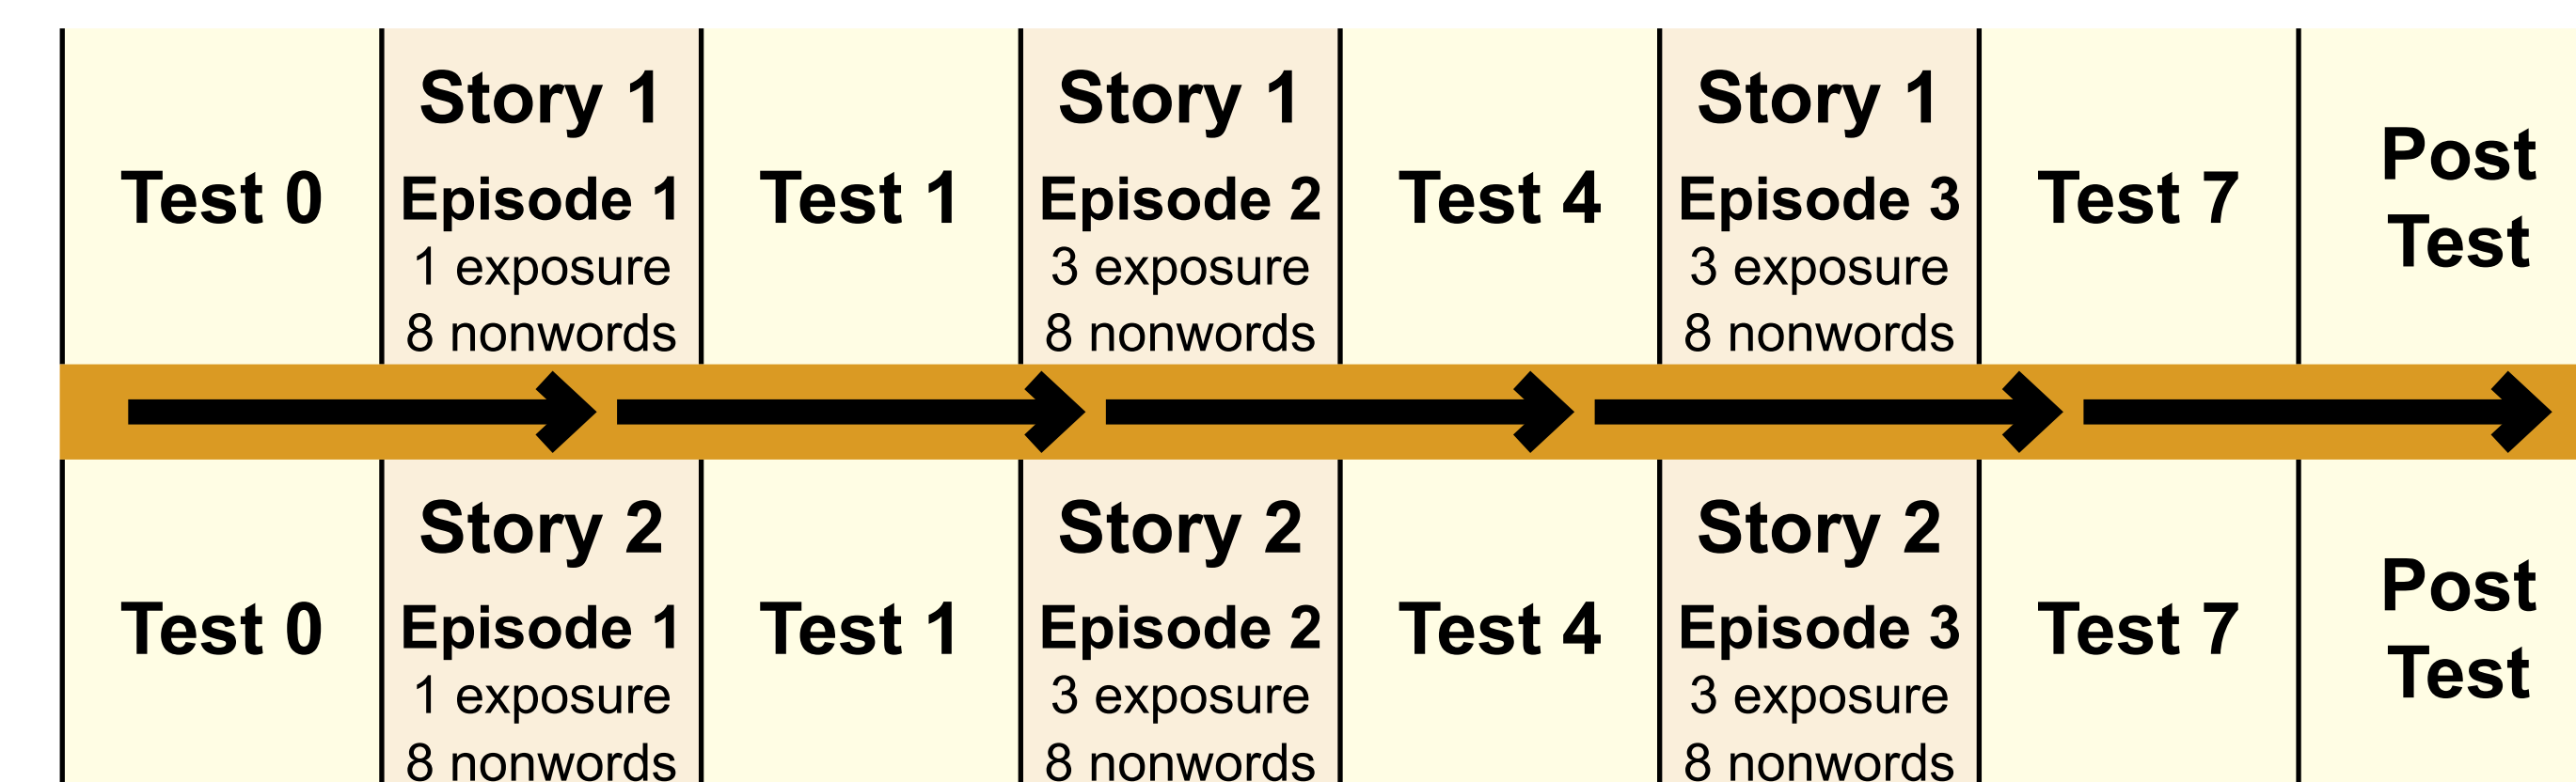 Test 0
Story 1
Episode 1
1 exposure
8 nonwords
Test 1
Story 1
Episode 2
3 exposure
8 nonwords
Test 4
Story 1
Episode 3
3 exposure
8 nonwords
Test 7
Post
Test
Test 0
Story 2
Episode 1
1 exposure
8 nonwords
Test 1
Story 2
Episode 2
3 exposure
8 nonwords
Test 4
Story 2
Episode 3
3 exposure
8 nonwords
Test 7
Post
Test